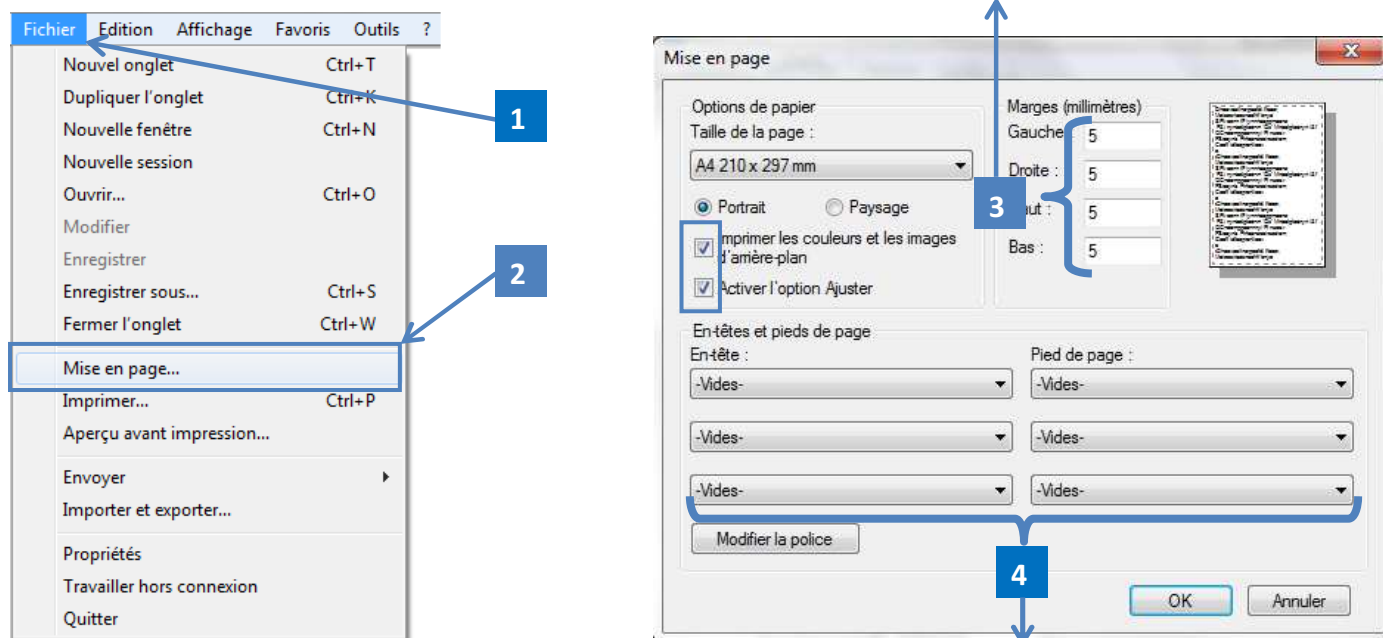 Fichier Edition Affichage Favoris Outils ?
Nouvel onglet Ctrl+T
Dupliquer l'onglet Ctrl+K
Nouvelle fenêtre Ctrl+N
Nouvelle session
Ouvrir... Ctrl+O
Modifier
Enregistrer
Enregistrer sous... Ctrl+S
Fermer l'onglet Ctrl+W
Mise en page...
Imprimer... Ctrl+P
Aperçu avant impression...
Envoyer
Importer et exporter...
Propriétés
Travailler hors connexion
Quitter
1
2
Mise en page
Options de papier
Taille de la page :
A4 210 x 297 mm
Portrait Paysage
Imprimer les couleurs et les images
d'arrière-plan
Activer l'option Ajuster
Marges (millimètres)
Gauche : 5
Droite : 5
3
5
Bas : 5
En-têtes et pieds de page
En-tête : Pied de page :
-Vides- -Vides-
-Vides- -Vides-
-Vides- -Vides-
Modifier la police
4
OK Annuler